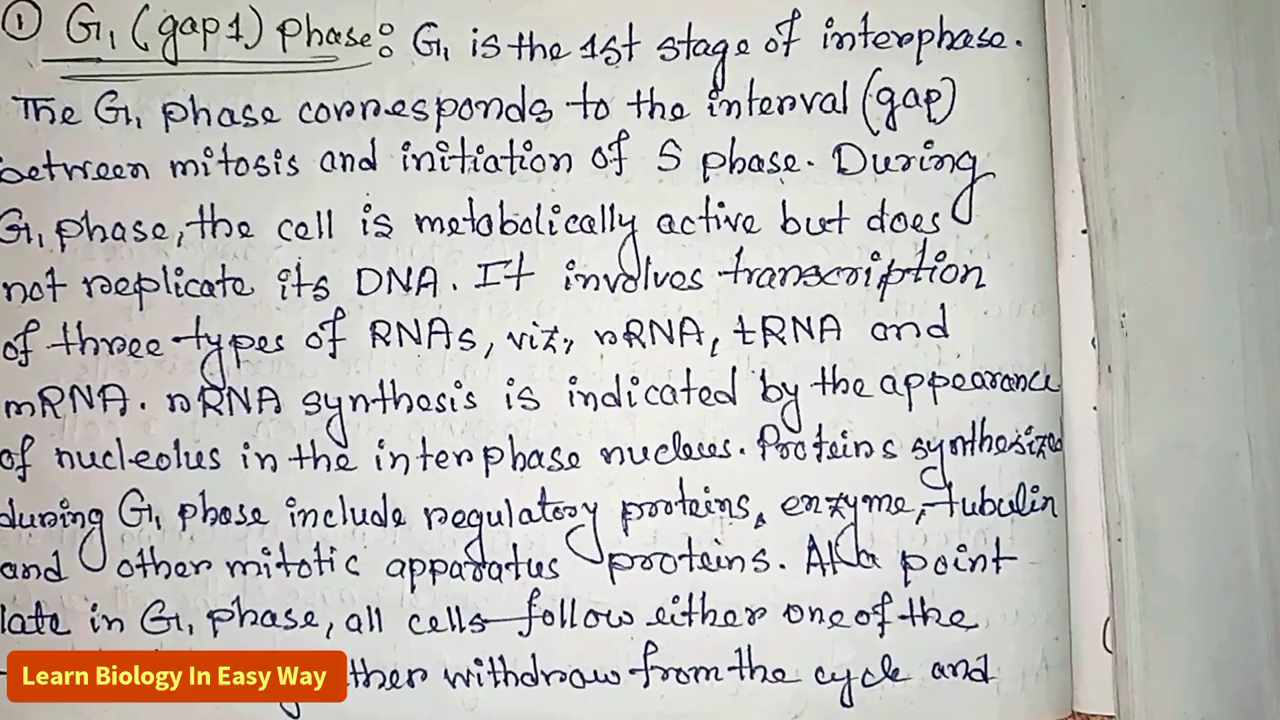 ① G1 (gap1) Phase: G1 is the 1st stage of interphase.
The G1 phase corresponds to the interval (gap)
between mitosis and initiation of S phase. During
G1 phase, the cell is metabolically active but does
not replicate its DNA. It involves transcription
of three types of RNAs, viz, rRNA, tRNA and
mRNA. rRNA synthesis is indicated by the appearance
of nucleolus in the interphase nucleus. Proteins synthesized
during G1 phase include regulatory proteins, enzyme, tubulin
and other mitotic apparatus proteins. At a point
late in G1 phase, all cells follow either one of the
ther withdraw from the cycle and
Learn Biology In Easy Way